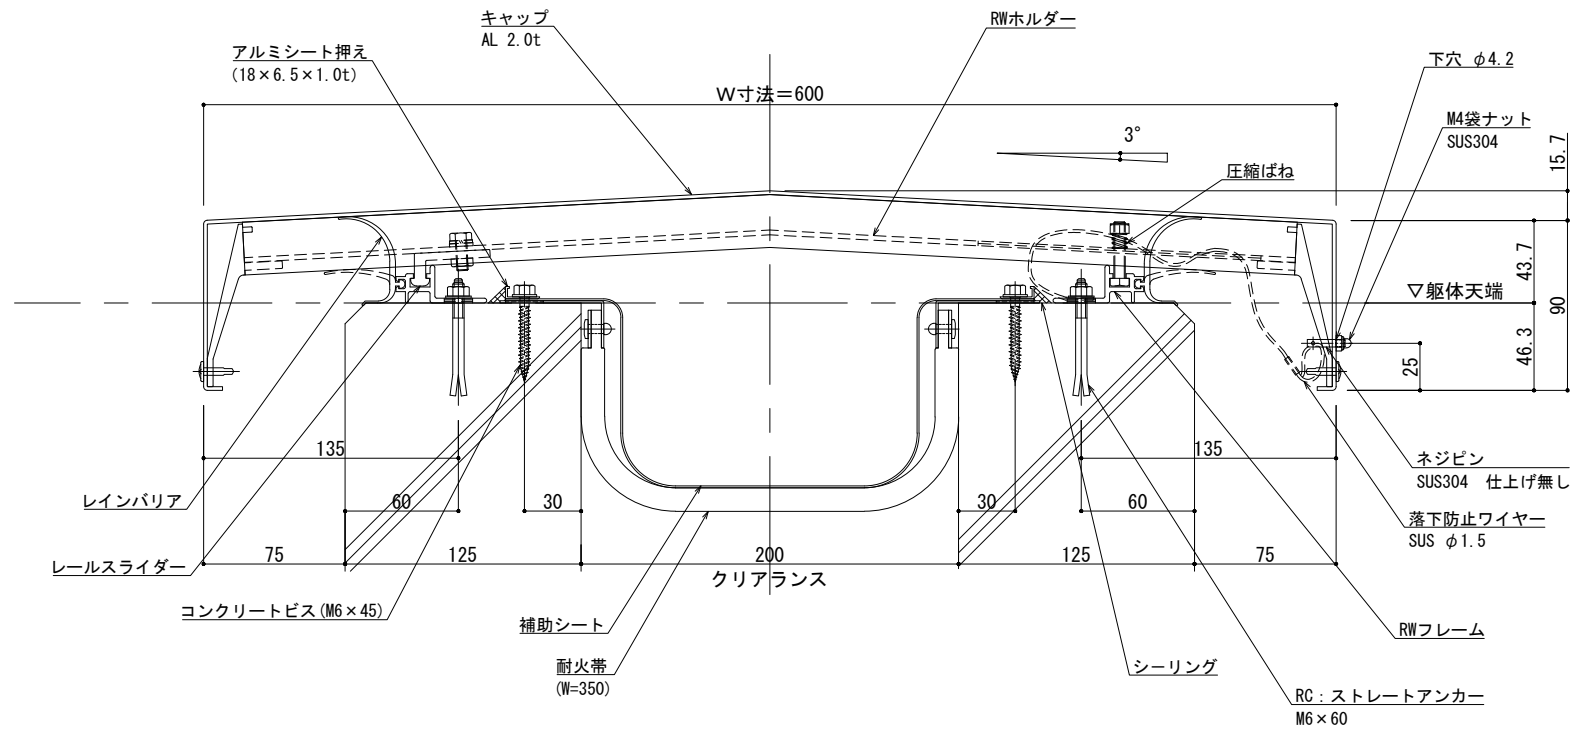 キャップ
AL 2.0t
RWホルダー
アルミシート押え
(18×6.5×1.0t)
下穴 φ4.2
W寸法=600
M4袋ナット
SUS304
3°
15.7
圧縮ばね
43.7
▽躯体天端
90
46.3
25
135
135
ネジピン
SUS304 仕上げ無し
レインバリア
60
30
30
60
落下防止ワイヤー
SUS φ1.5
75
125
200
125
75
レールスライダー
クリアランス
コンクリートビス(M6×45)
補助シート
RWフレーム
耐火帯
(W=350)
シーリング
RC:ストレートアンカー
M6×60